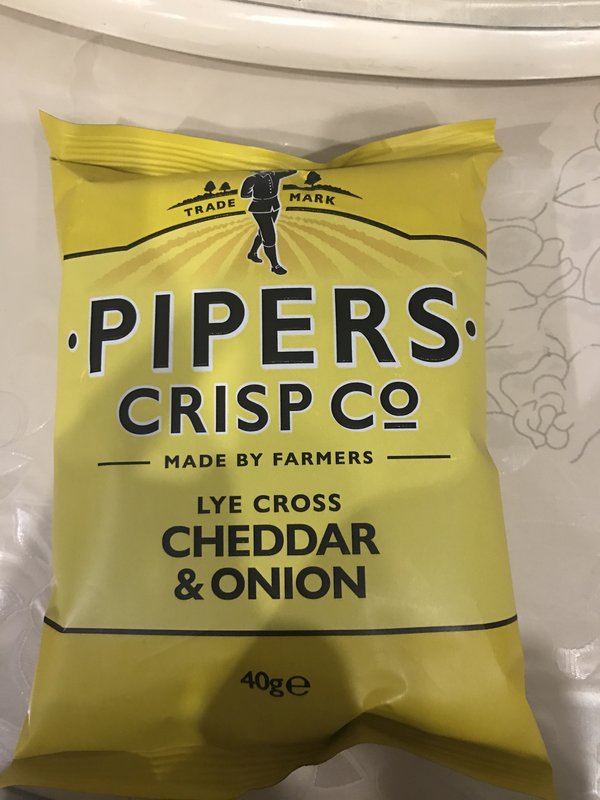 TRADE MARK
PIPERS
CRISP Co
MADE BY FARMERS
LYE CROSS
CHEDDAR
& ONION
40g e